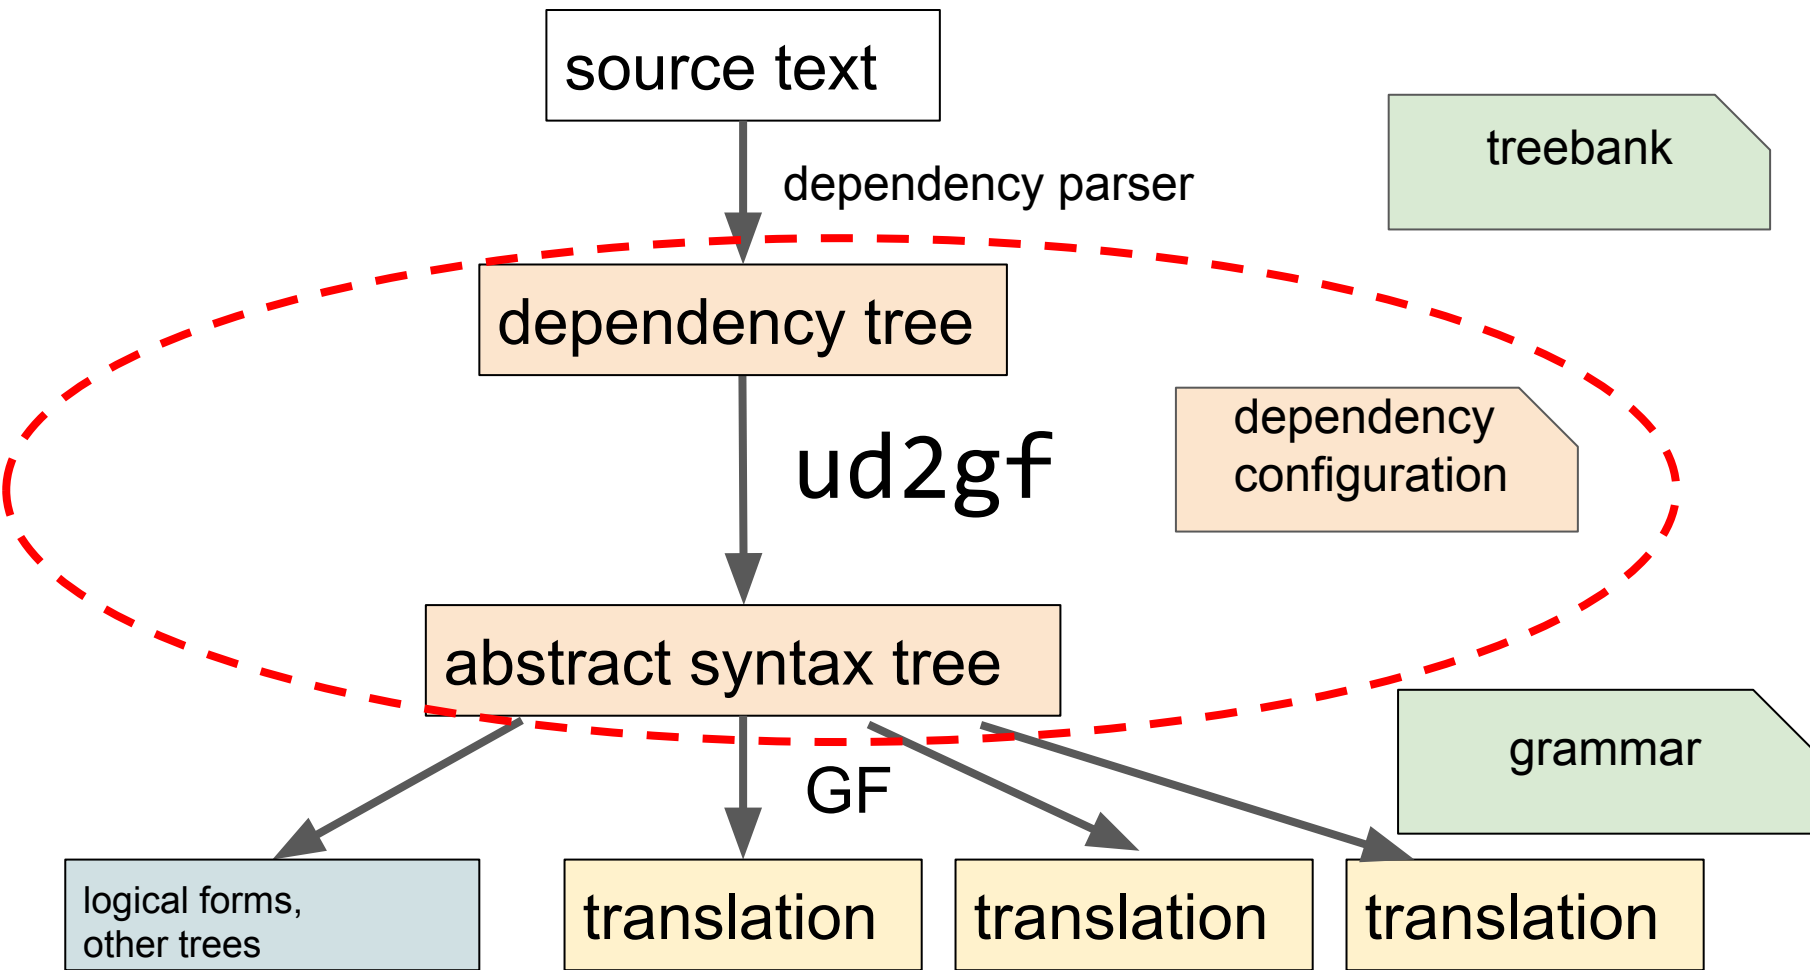 source text
treebank
dependency parser
dependency tree
ud2gf
dependency
configuration
abstract syntax tree
grammar
GF
logical forms,
other trees
translation
translation
translation